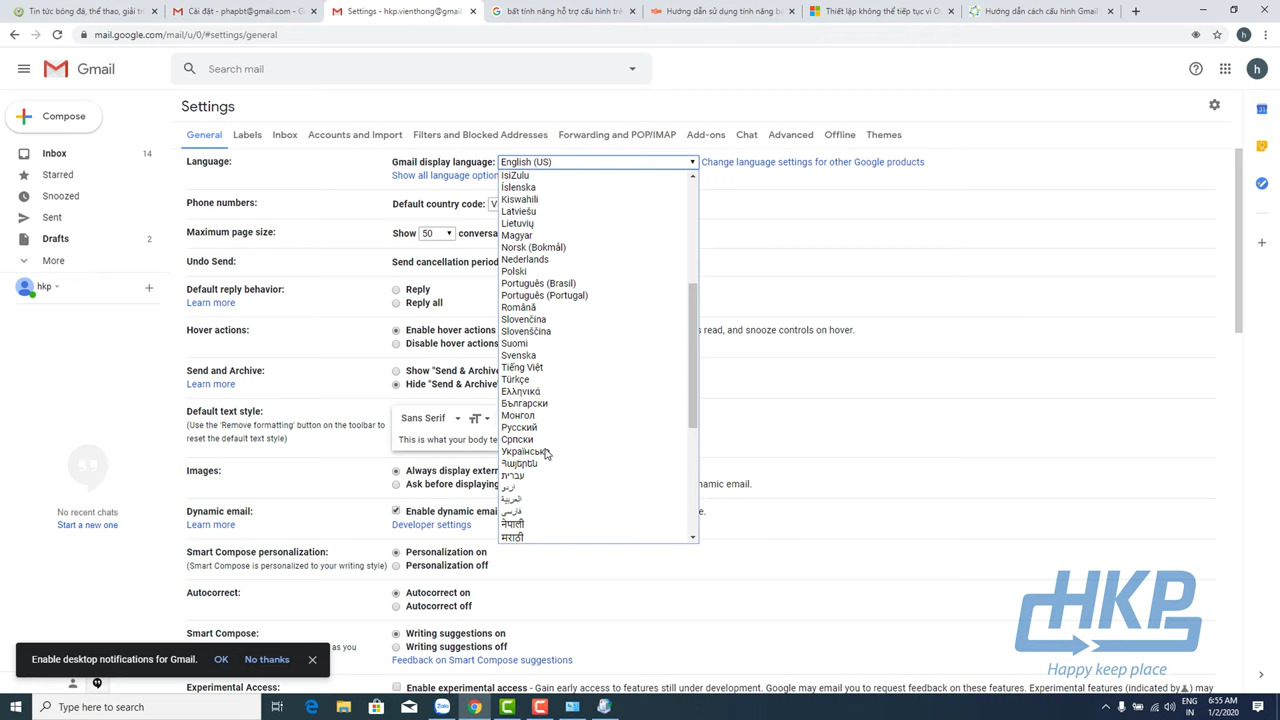 Tin tức bóng đá, thể thao, giải t
Cài đặt - phapbt@gmail.com - G
Settings - hkp.vienthong@gmail
bất tính năng hỗ trợ cấu hình trê
Hướng dẫn sử dụng tính năng b
Thiết lập không thể tiếp tục vì O
Hướng dẫn cách cấu hình Gmail
mail.google.com/mail/u/0/#settings/general
h
Gmail
Search mail
h
Compose
Inbox 14
Starred
Snoozed
Sent
Drafts 2
More
hkp
No recent chats
Start a new one
Settings
General Labels Inbox Accounts and Import Filters and Blocked Addresses Forwarding and POP/IMAP Add-ons Chat Advanced Offline Themes
Language: Gmail display language: English (US) Change language settings for other Google products
Show all language option
IsiZulu
Íslenska
Kiswahili
Latviešu
Lietuvių
Magyar
Norsk (Bokmål)
Nederlands
Polski
Português (Brasil)
Português (Portugal)
Română
Slovenčina
Slovenščina
Suomi
Svenska
Tiếng Việt
Türkçe
Ελληνικά
Български
Монгол
Русский
Српски
Українськ
Հայերեն
עברית
اردو
العربية
فارسی
नेपाली
मराठी
Phone numbers: Default country code: V
Maximum page size: Show 50 conversa
Undo Send: Send cancellation period
Default reply behavior: Reply
Learn more Reply all
Hover actions: Enable hover actions s read, and snooze controls on hover.
Disable hover actions
Send and Archive: Show "Send & Archive
Learn more Hide "Send & Archive
Default text style: Sans Serif
(Use the 'Remove formatting' button on the toolbar to
reset the default text style)
This is what your body te
Images: Always display extern
Ask before displaying namic email.
Dynamic email: Enable dynamic email e.
Learn more Developer settings
Smart Compose personalization: Personalization on
(Smart Compose is personalized to your writing style) Personalization off
Autocorrect: Autocorrect on
Autocorrect off
Smart Compose: Writing suggestions on
as you Writing suggestions off
Feedback on Smart Compose suggestions
Experimental Access: Enable experimental access - Gain early access to features still under development. Google may email you to request feedback on these features. Experimental features (indicated by ) may
Enable desktop notifications for Gmail. OK No thanks
HKP
Happy keep place
Type here to search
Zalo
ENG
IN
6:55 AM
1/2/2020